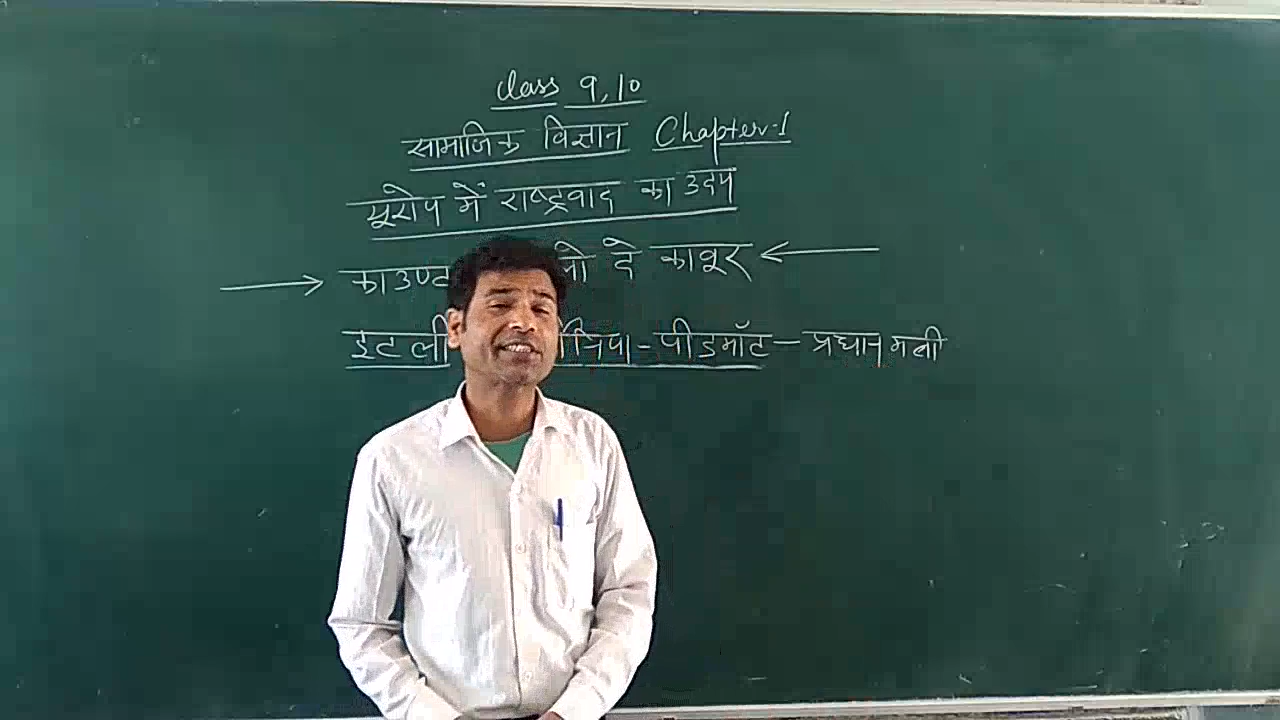 class 9,10
सामाजिक विज्ञान Chapter-1
यूरोप में राष्ट्रवाद का उदय
काउण्ट दे कावूर
इटली पीडमॉट - प्रधानमंत्री